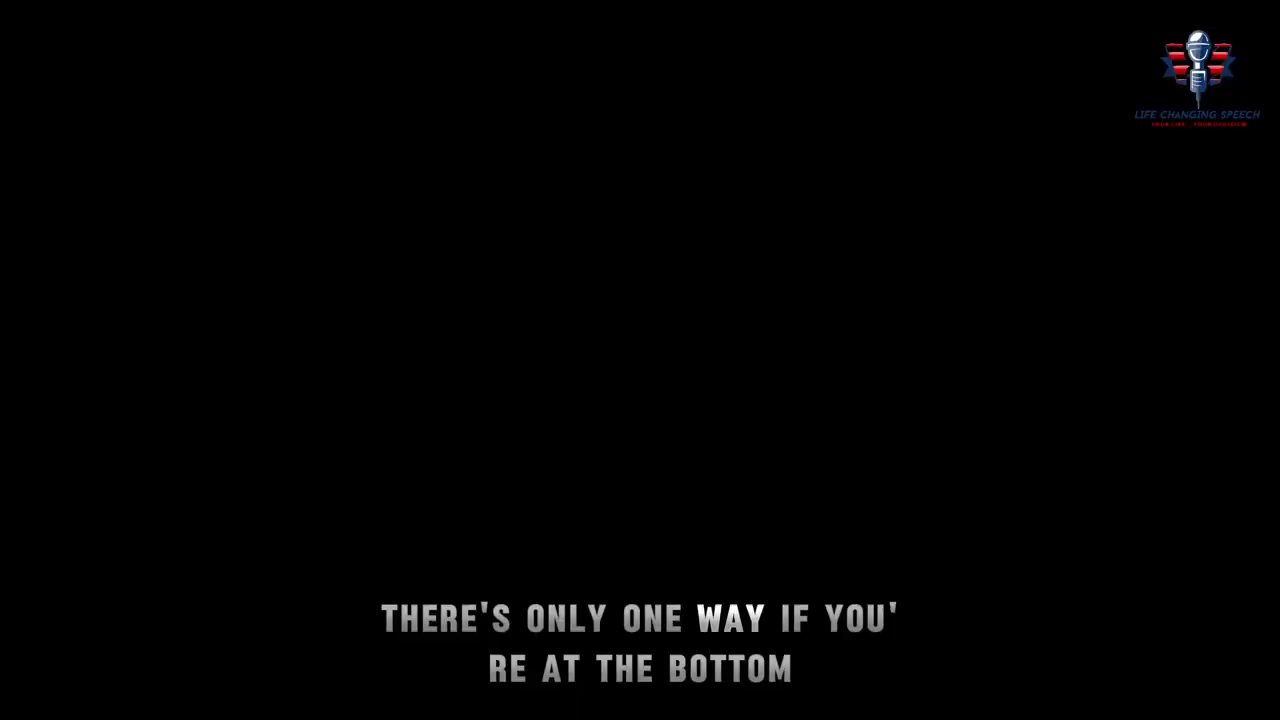 LIFE CHANGING SPEECH
THERE'S ONLY ONE WAY IF YOU'
RE AT THE BOTTOM